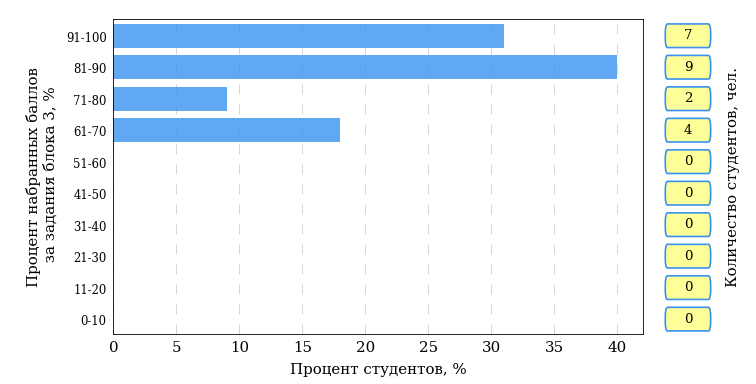 91-100 7
81-90 9
71-80 2
61-70 4
51-60 0
41-50 0
31-40 0
21-30 0
11-20 0
0-10 0
0 5 10 15 20 25 30 35 40
Процент студентов, %
Процент набранных баллов
за задания блока 3, %
Количество студентов, чел.